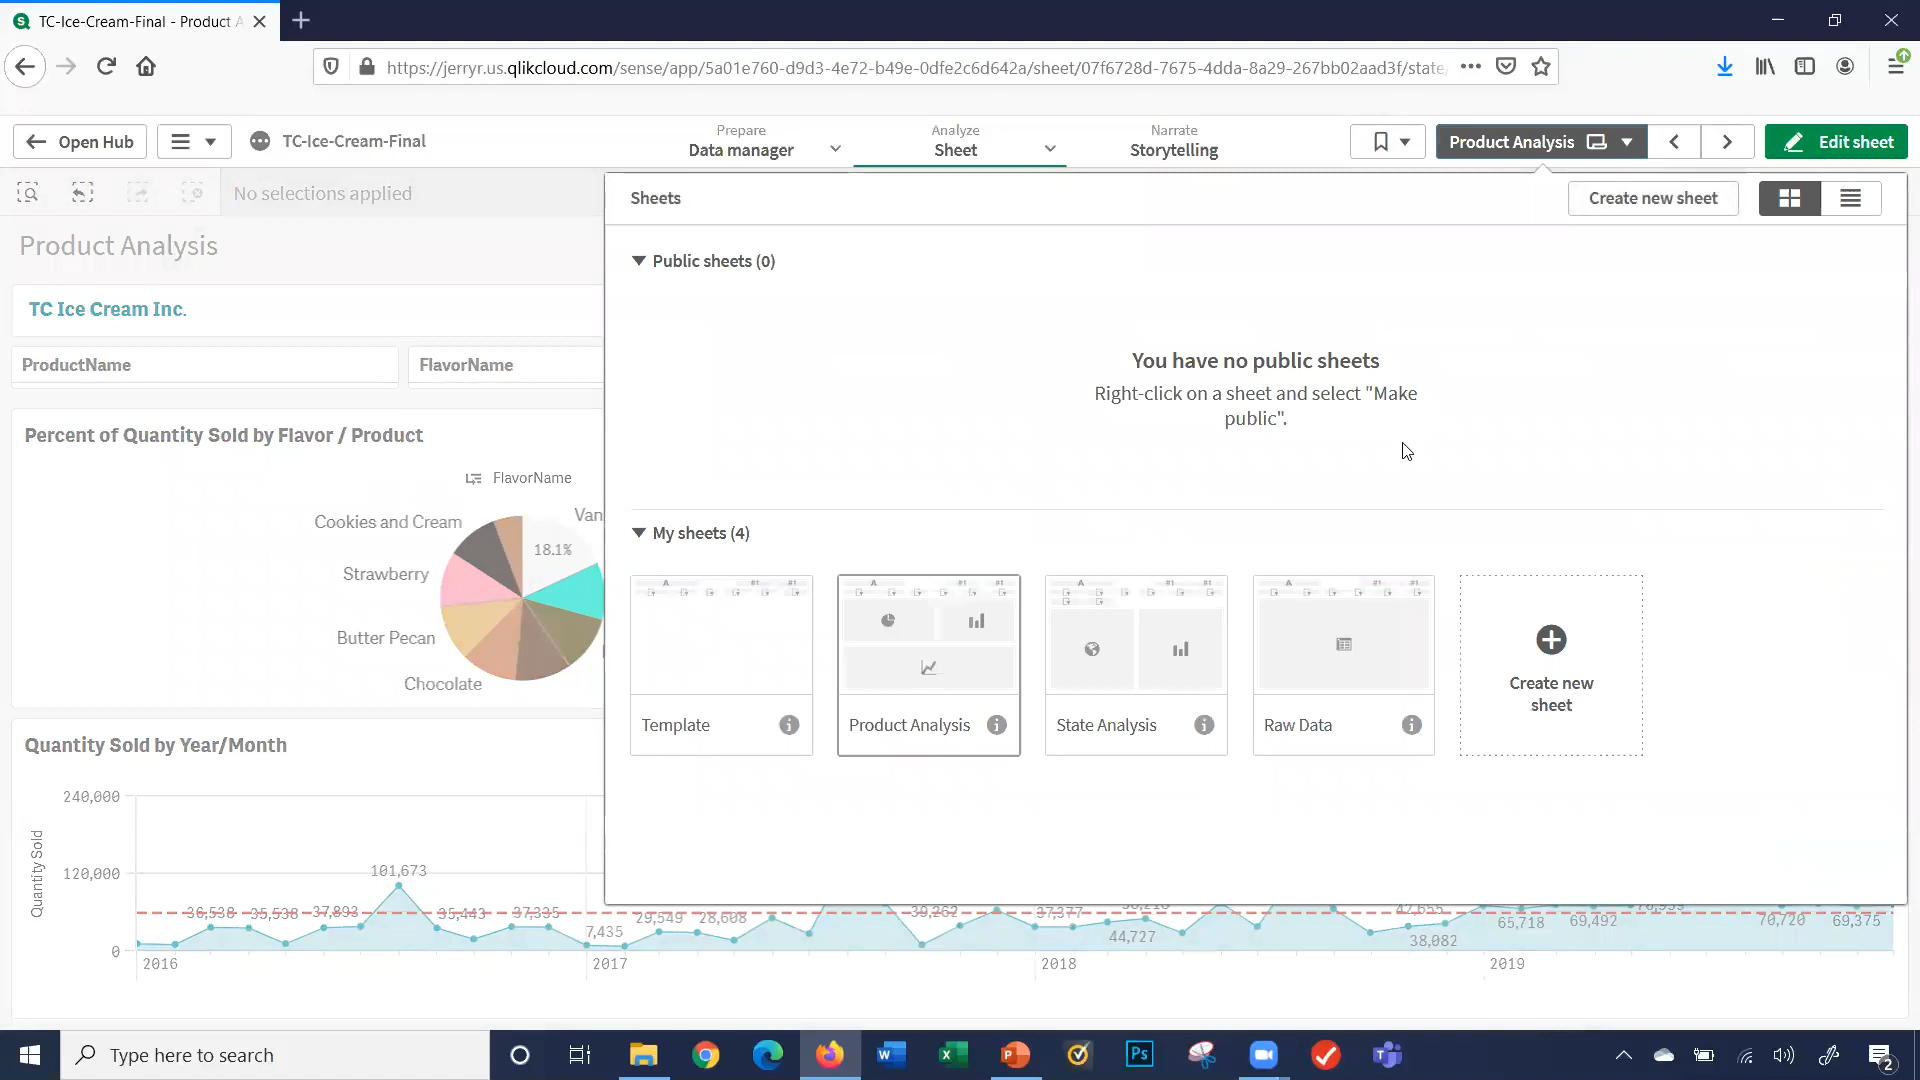 TC-Ice-Cream-Final - Product A
https://jerryr.us.qlikcloud.com/sense/app/5a01e760-d9d3-4e72-b49e-0dfe2c6d642a/sheet/07f6728d-7675-4dda-8a29-267bb02aad3f/state/
Open Hub
TC-Ice-Cream-Final
Prepare
Data manager
Analyze
Sheet
Narrate
Storytelling
Product Analysis
Edit sheet
No selections applied
Sheets
Create new sheet
Product Analysis
Public sheets (0)
TC Ice Cream Inc.
ProductName
FlavorName
You have no public sheets
Right-click on a sheet and select "Make
public".
Percent of Quantity Sold by Flavor / Product
FlavorName
Cookies and Cream
Van
18.1%
Strawberry
Butter Pecan
Chocolate
My sheets (4)
Template
Product Analysis
State Analysis
Raw Data
Create new
sheet
Quantity Sold by Year/Month
Quantity Sold
240,000
120,000
0
101,673
36,538
35,538
37,893
35,443
37,335
7,435
29,549
28,608
39,262
37,377
44,727
38,082
65,718
69,492
70,720
69,375
2016
2017
2018
2019
Type here to search
2